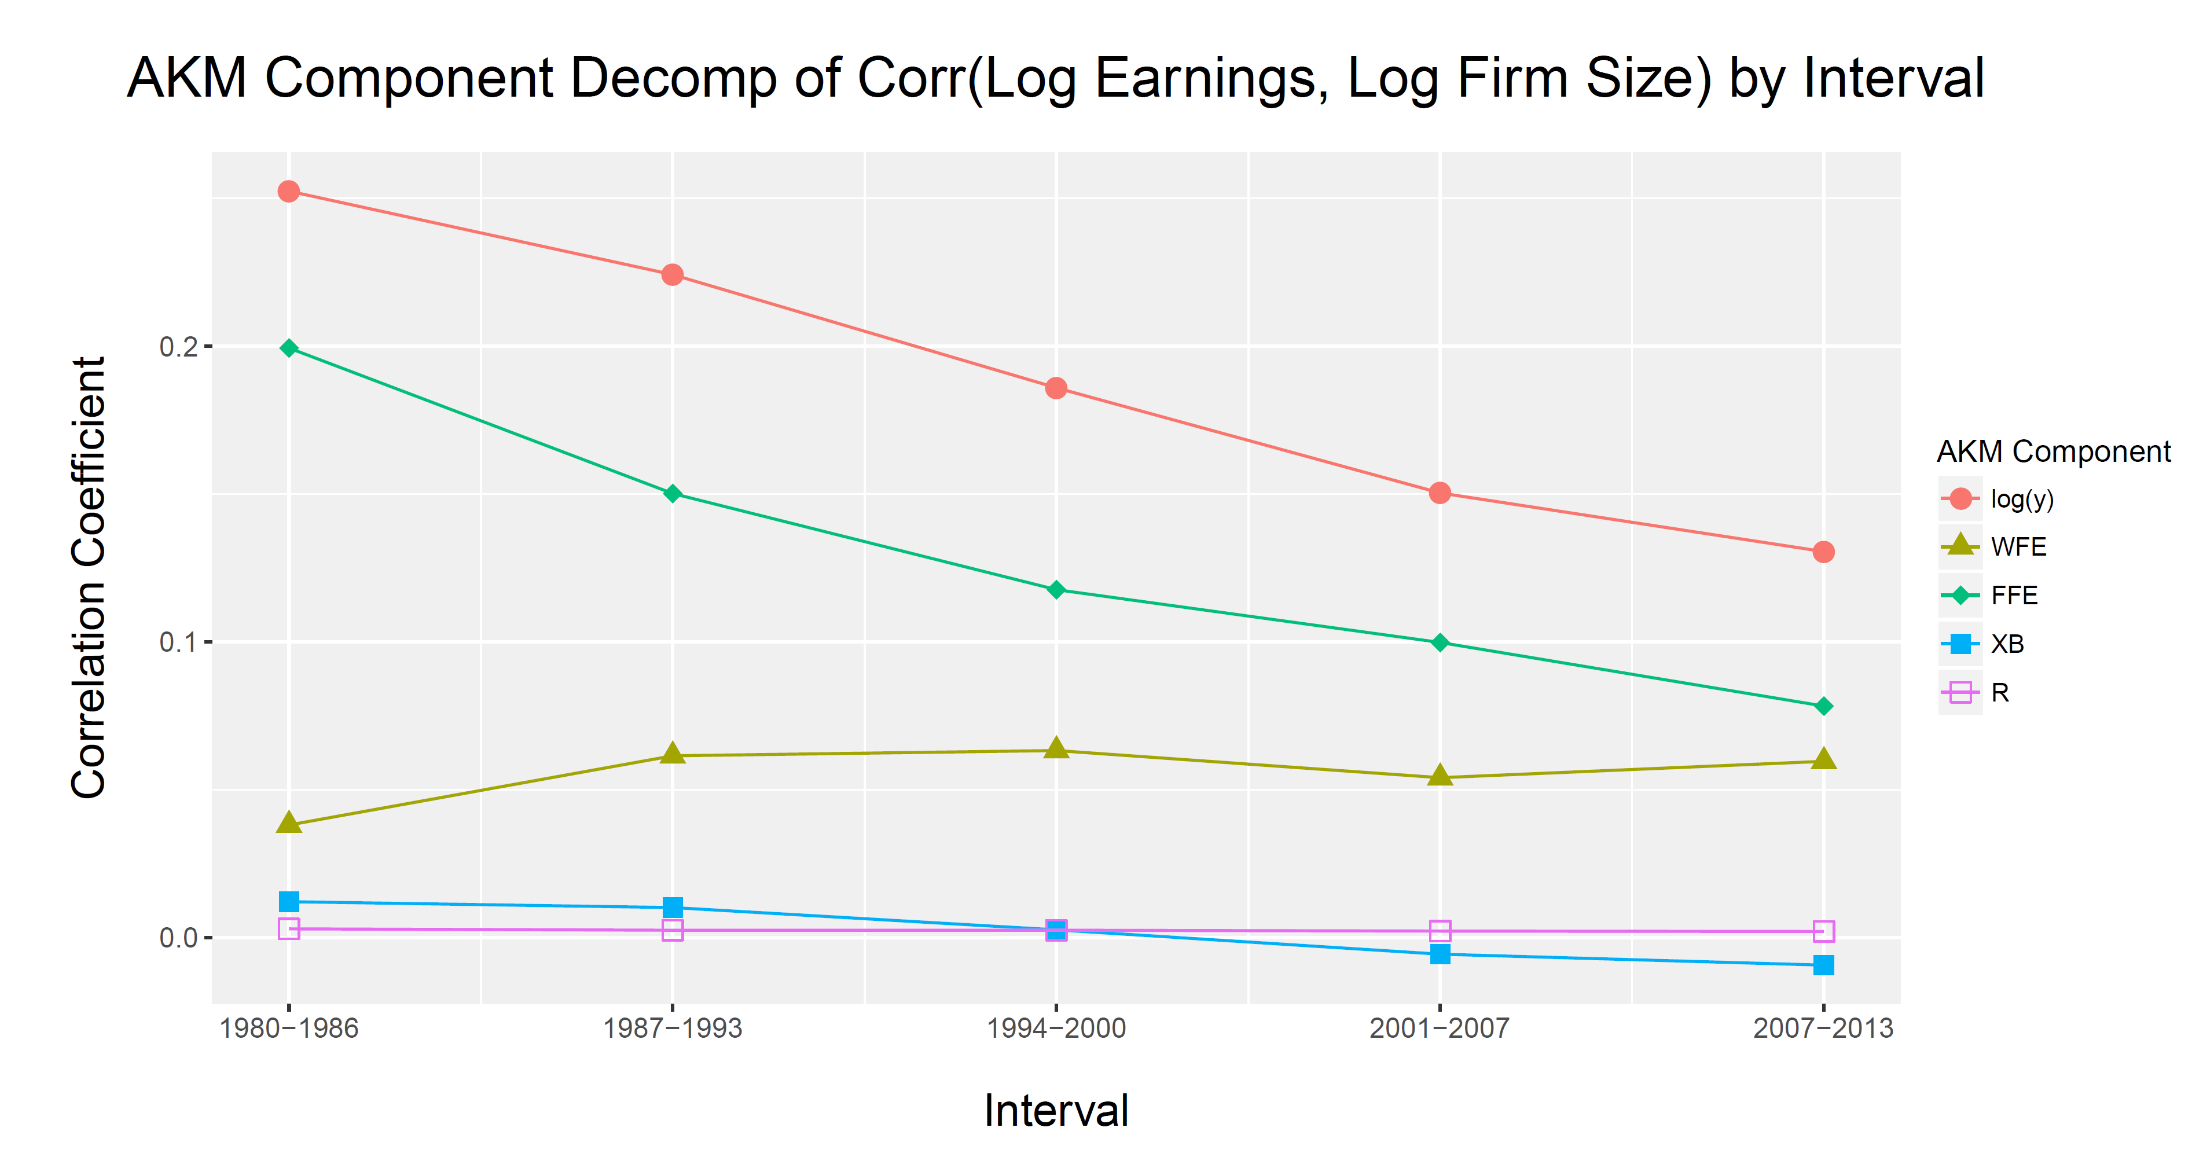 AKM Component Decomp of Corr(Log Earnings, Log Firm Size) by Interval
Correlation Coefficient
0.2
0.1
0.0
1980−1986
1987−1993
1994−2000
2001−2007
2007−2013
Interval
AKM Component
log(y)
WFE
FFE
XB
R